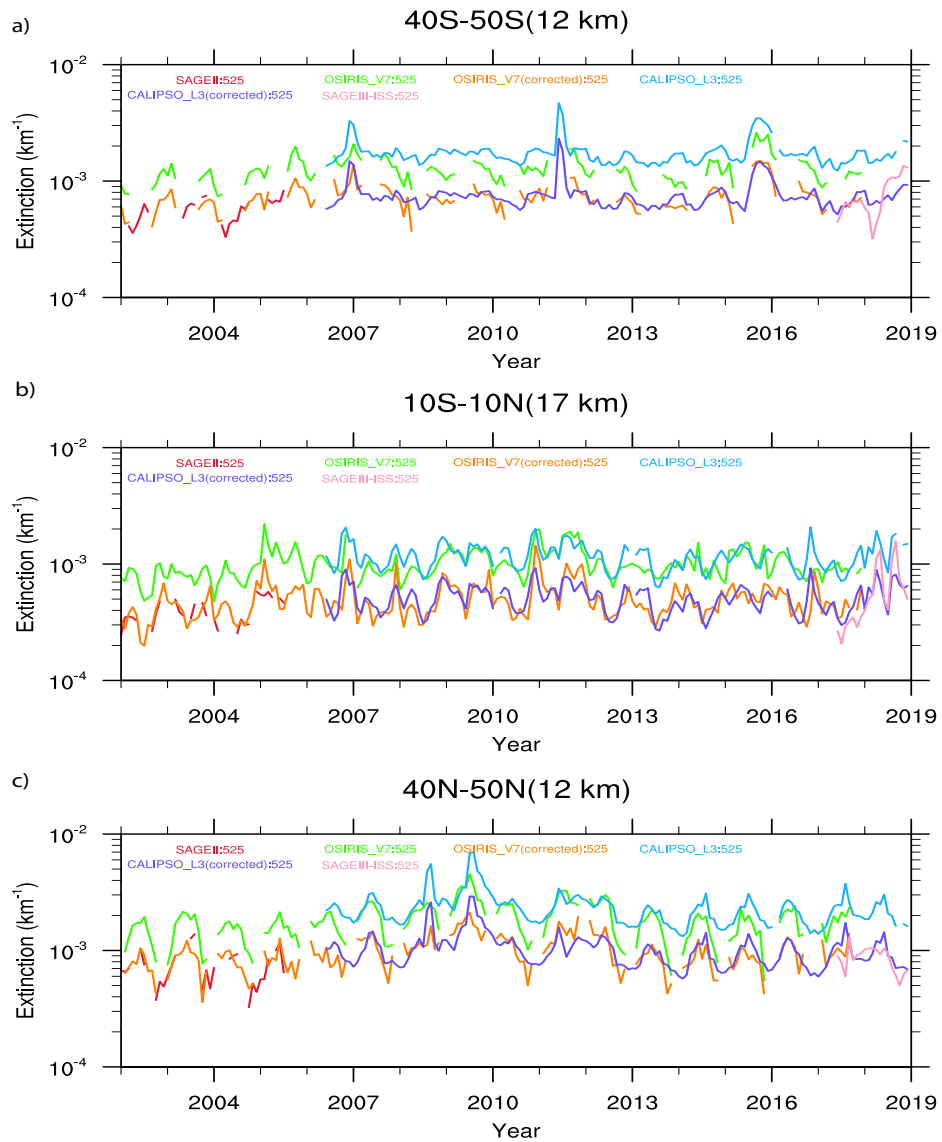 a)
40S-50S(12 km)
10-2
SAGEII:525 OSIRIS_V7:525 OSIRIS_V7(corrected):525 CALIPSO_L3:525
CALIPSO_L3(corrected):525 SAGEIII-ISS:525
Extinction (km-1)
10-3
10-4
2004 2007 2010 2013 2016 2019
Year
b)
10S-10N(17 km)
10-2
SAGEII:525 OSIRIS_V7:525 OSIRIS_V7(corrected):525 CALIPSO_L3:525
CALIPSO_L3(corrected):525 SAGEIII-ISS:525
Extinction (km-1)
10-3
10-4
2004 2007 2010 2013 2016 2019
Year
c)
40N-50N(12 km)
10-2
SAGEII:525 OSIRIS_V7:525 OSIRIS_V7(corrected):525 CALIPSO_L3:525
CALIPSO_L3(corrected):525 SAGEIII-ISS:525
Extinction (km-1)
10-3
10-4
2004 2007 2010 2013 2016 2019
Year